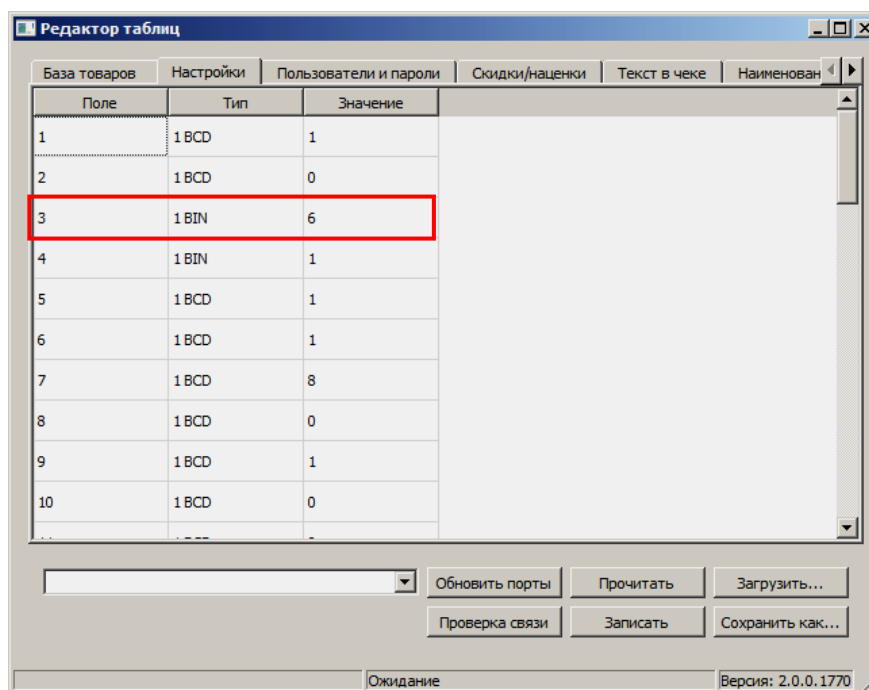 Редактор таблиц
База товаров Настройки Пользователи и пароли Скидки/наценки Текст в чеке Наименован
Поле Тип Значение
1 1 BCD 1
2 1 BCD 0
3 1 BIN 6
4 1 BIN 1
5 1 BCD 1
6 1 BCD 1
7 1 BCD 8
8 1 BCD 0
9 1 BCD 1
10 1 BCD 0
Обновить порты Прочитать Загрузить...
Проверка связи Записать Сохранить как...
Ожидание Версия: 2.0.0.1770